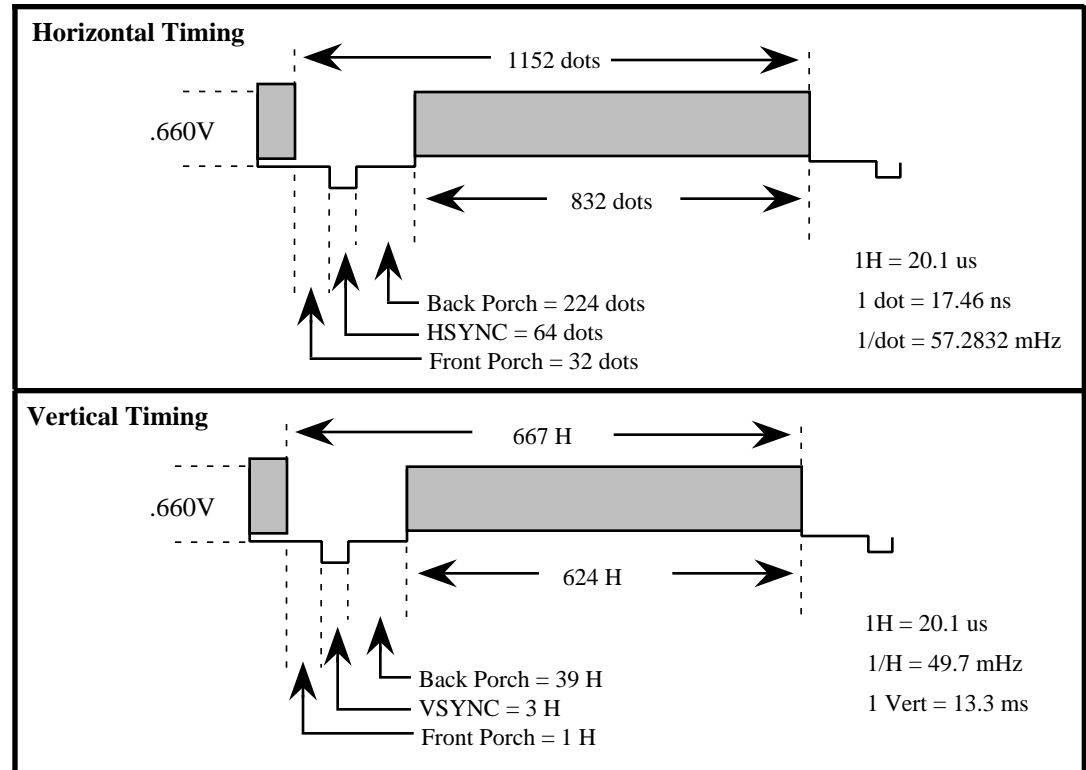 Horizontal Timing
1152 dots
.660V
832 dots
1H = 20.1 us
1 dot = 17.46 ns
1/dot = 57.2832 mHz
Back Porch = 224 dots
HSYNC = 64 dots
Front Porch = 32 dots
Vertical Timing
667 H
.660V
624 H
1H = 20.1 us
1/H = 49.7 mHz
1 Vert = 13.3 ms
Back Porch = 39 H
VSYNC = 3 H
Front Porch = 1 H